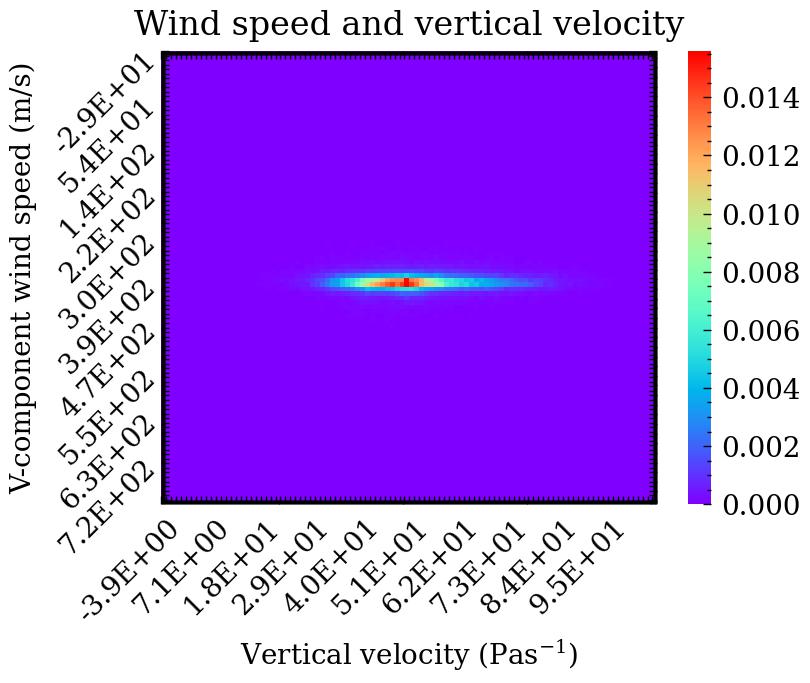 Wind speed and vertical velocity
V-component wind speed (m/s)
-2.9E+01
5.4E+01
1.4E+02
2.2E+02
3.0E+02
3.9E+02
4.7E+02
5.5E+02
6.3E+02
7.2E+02
-3.9E+00
7.1E+00
1.8E+01
2.9E+01
4.0E+01
5.1E+01
6.2E+01
7.3E+01
8.4E+01
9.5E+01
Vertical velocity (Pas⁻¹)
0.014
0.012
0.010
0.008
0.006
0.004
0.002
0.000